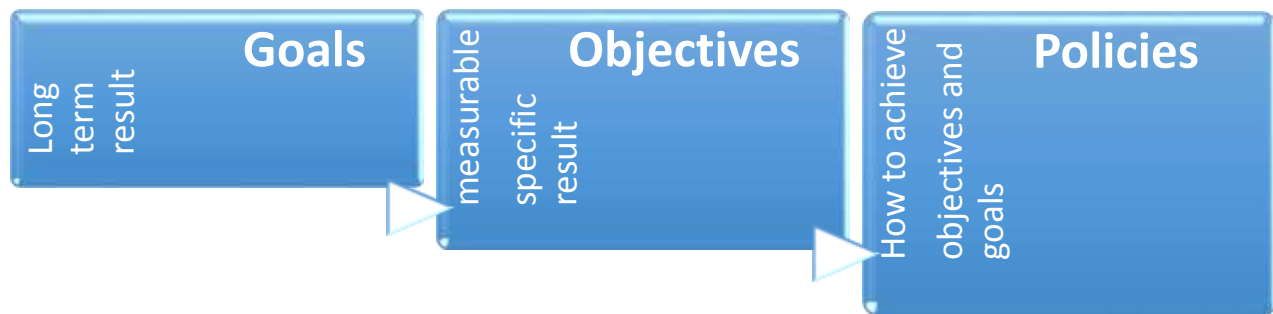 Goals
Long
term
result
Objectives
measurable
specific
result
Policies
How to achieve
objectives and
goals